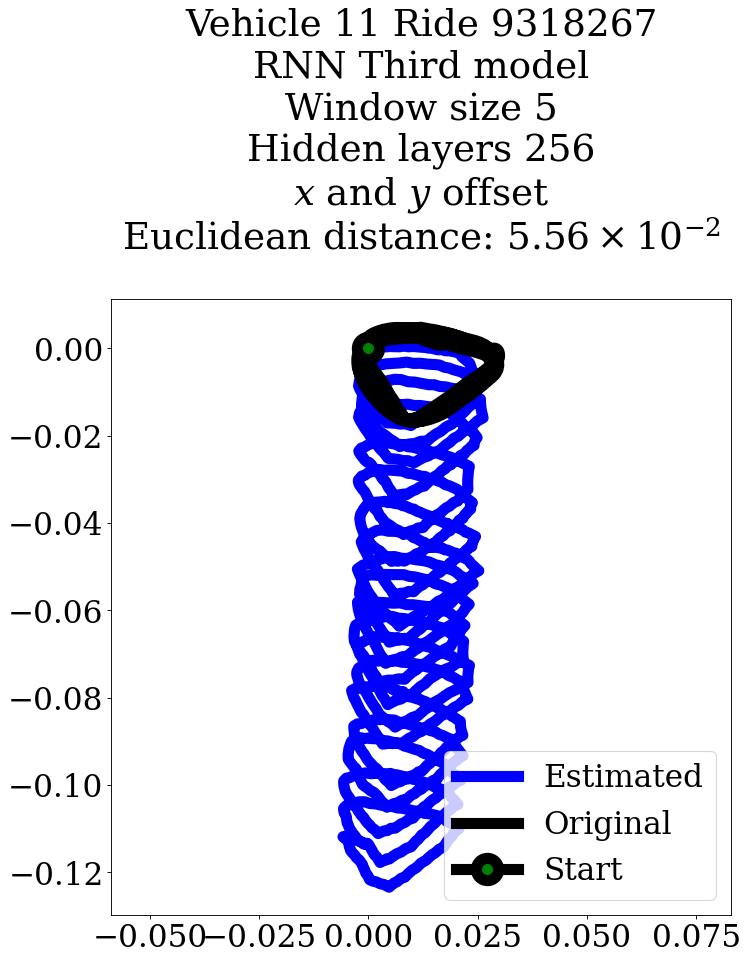 Vehicle 11 Ride 9318267
RNN Third model
Window size 5
Hidden layers 256
x and y offset
Euclidean distance: 5.56 × 10⁻²
0.00
−0.02
−0.04
−0.06
−0.08
−0.10
−0.12
Estimated
Original
Start
−0.050 −0.025 0.000 0.025 0.050 0.075